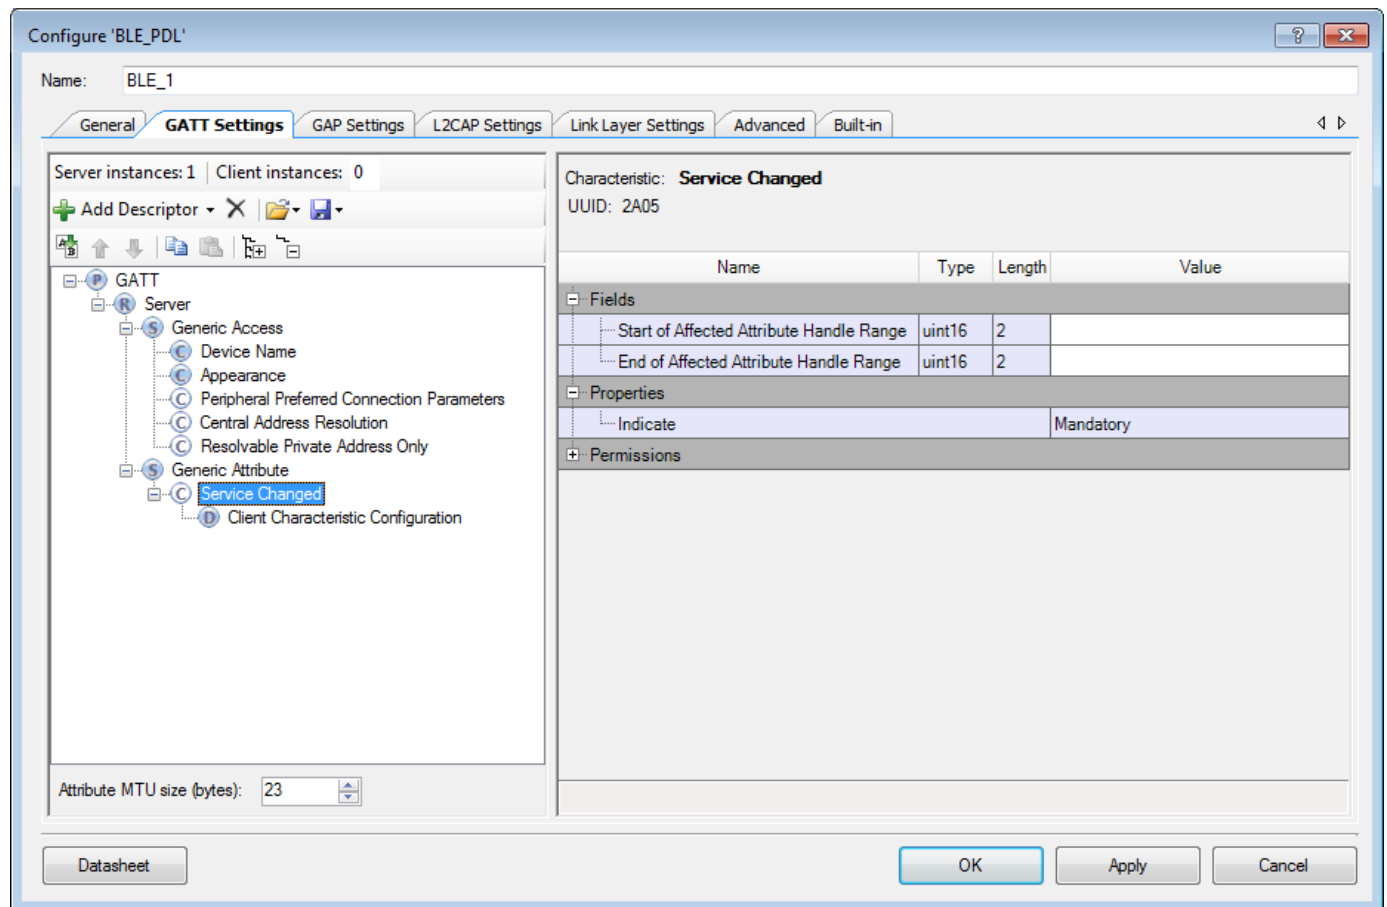 Configure 'BLE_PDL'
Name: BLE_1
General GATT Settings GAP Settings L2CAP Settings Link Layer Settings Advanced Built-in
Server instances: 1 Client instances: 0
Add Descriptor
GATT
Server
Generic Access
Device Name
Appearance
Peripheral Preferred Connection Parameters
Central Address Resolution
Resolvable Private Address Only
Generic Attribute
Service Changed
Client Characteristic Configuration
Attribute MTU size (bytes): 23
Characteristic: Service Changed
UUID: 2A05
Name Type Length Value
Fields
Start of Affected Attribute Handle Range uint16 2
End of Affected Attribute Handle Range uint16 2
Properties
Indicate Mandatory
Permissions
Datasheet OK Apply Cancel